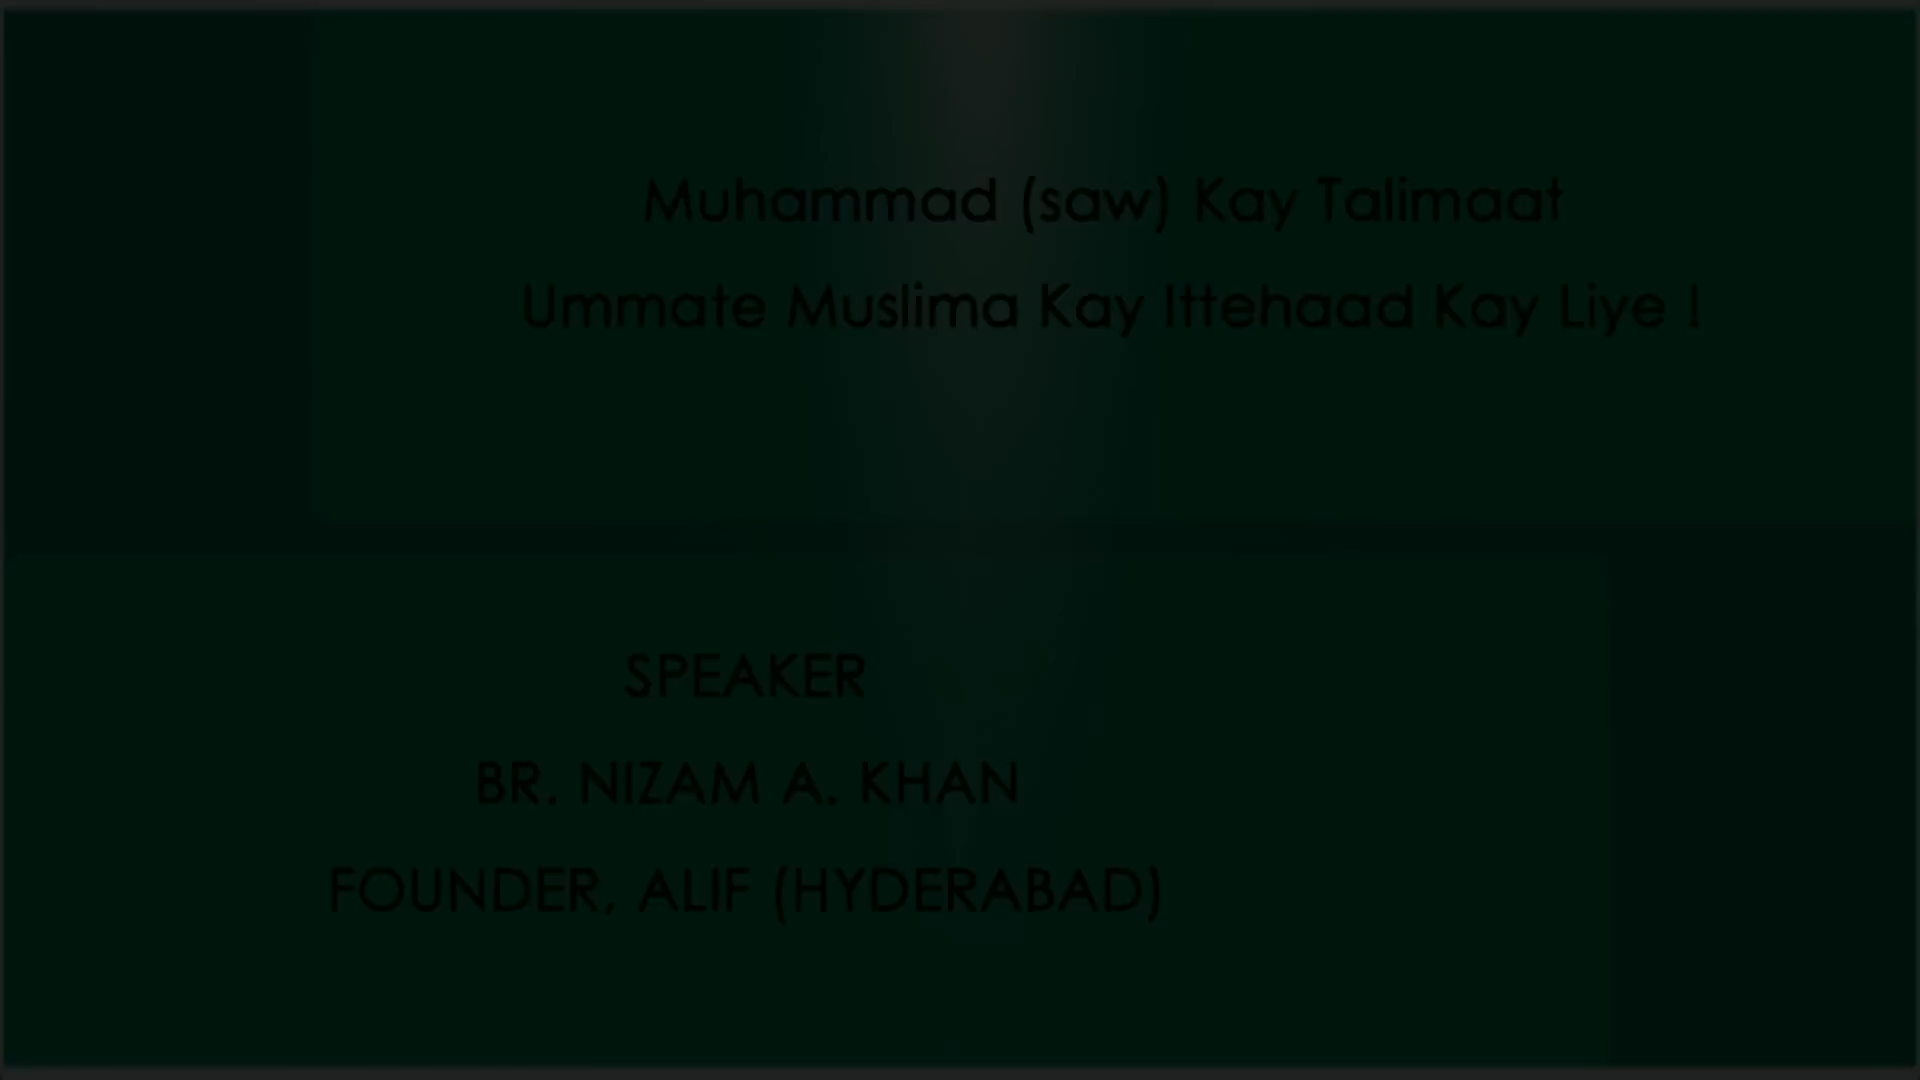 Muhammad (saw) Kay Talimaat
Ummate Muslima Kay Ittehaad Kay Liye !
SPEAKER
BR. NIZAM A. KHAN
FOUNDER, ALIF (HYDERABAD)